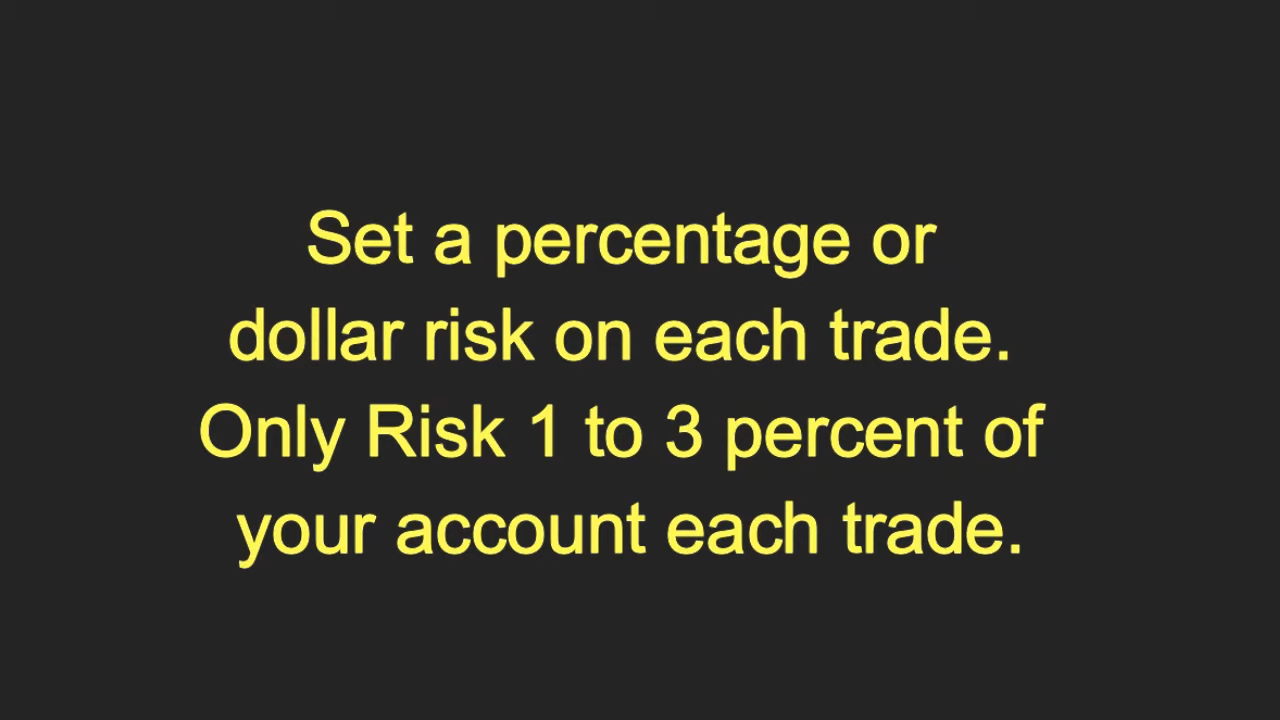 Set a percentage or
dollar risk on each trade.
Only Risk 1 to 3 percent of
your account each trade.